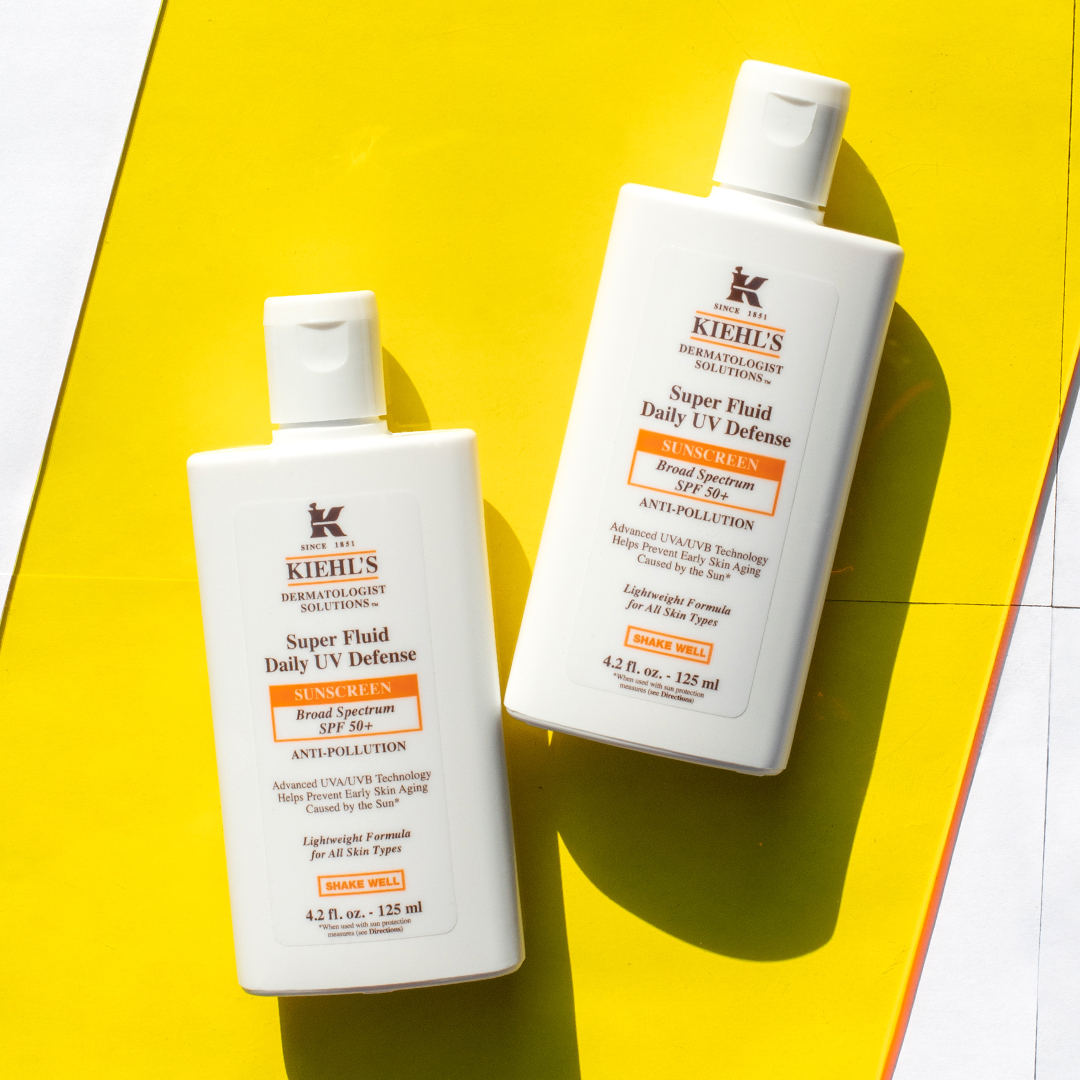 K
SINCE 1851
KIEHL'S
DERMATOLOGIST
SOLUTIONS™
Super Fluid
Daily UV Defense
SUNSCREEN
Broad Spectrum
SPF 50+
ANTI-POLLUTION
Advanced UVA/UVB Technology
Helps Prevent Early Skin Aging
Caused by the Sun*
Lightweight Formula
for All Skin Types
SHAKE WELL
4.2 fl. oz. - 125 ml
*When used with sun protection
measures (see Directions)
K
SINCE 1851
KIEHL'S
DERMATOLOGIST
SOLUTIONS™
Super Fluid
Daily UV Defense
SUNSCREEN
Broad Spectrum
SPF 50+
ANTI-POLLUTION
Advanced UVA/UVB Technology
Helps Prevent Early Skin Aging
Caused by the Sun*
Lightweight Formula
for All Skin Types
SHAKE WELL
4.2 fl. oz. - 125 ml
*When used with sun protection
measures (see Directions)